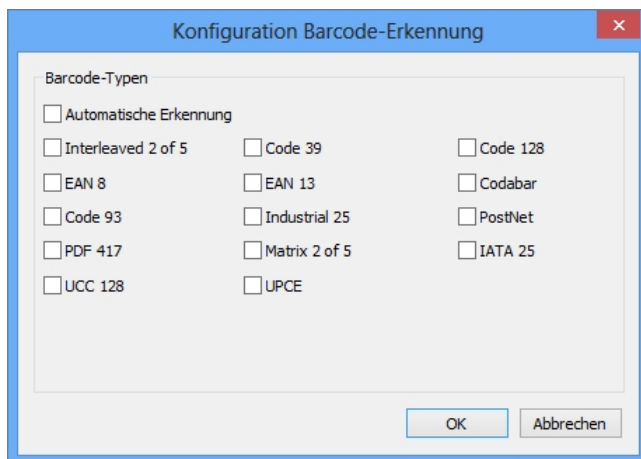 Konfiguration Barcode-Erkennung
Barcode-Typen
Automatische Erkennung
Interleaved 2 of 5 Code 39 Code 128
EAN 8 EAN 13 Codabar
Code 93 Industrial 25 PostNet
PDF 417 Matrix 2 of 5 IATA 25
UCC 128 UPCE
OK Abbrechen